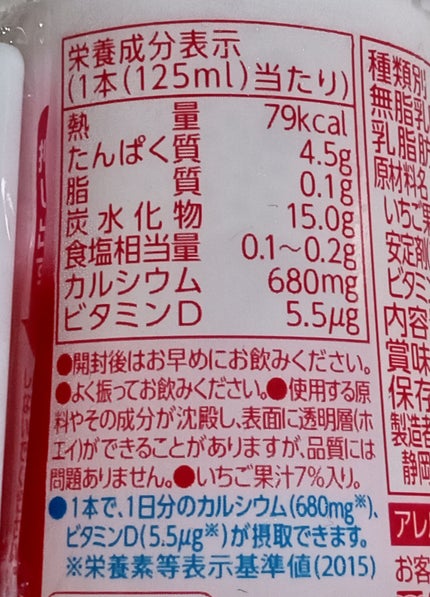 栄養成分表示
(1本(125ml)当たり)
熱量 79kcal
たんぱく質 4.5g
脂質 0.1g
炭水化物 15.0g
食塩相当量 0.1～0.2g
カルシウム 680mg
ビタミンD 5.5μg
●開封後はお早めにお飲みください。
●よく振ってお飲みください。●使用する原
料やその成分が沈殿し、表面に透明層(ホ
エイ)ができることがありますが、品質には
問題ありません。●いちご果汁7%入り。
●1本で、1日分のカルシウム(680mg※)、
ビタミンD(5.5μg※)が摂取できます。
※栄養素等表示基準値(2015)
種類別
無脂乳
乳脂肪
原材料名
いちご果
安定剤
ビタミ
内容
賞味
保存
製造者
静岡
アレ
お客